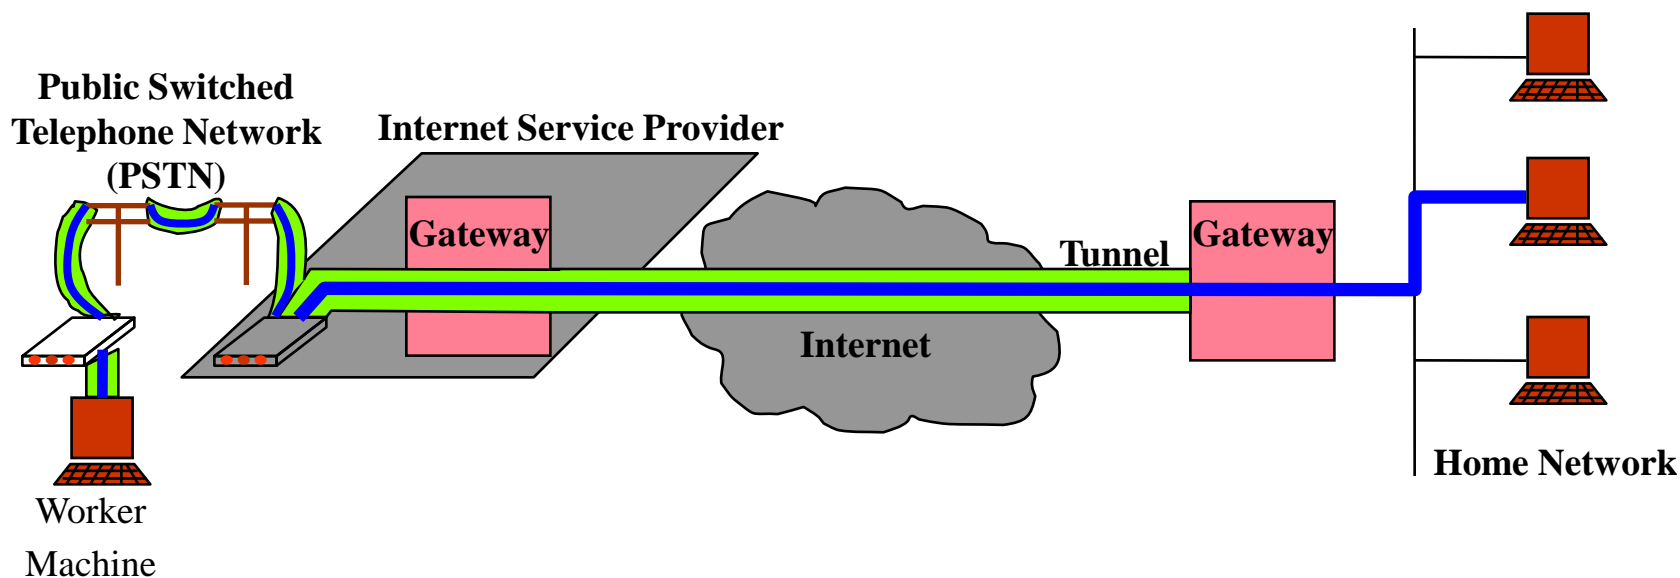 Public Switched
Telephone Network
(PSTN)
Internet Service Provider
Gateway
Tunnel
Gateway
Internet
Home Network
Worker
Machine